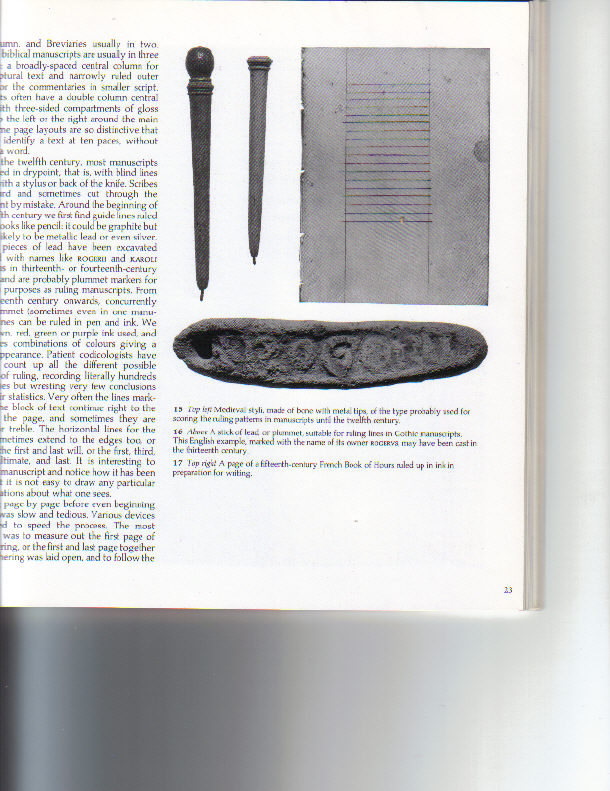 umn, and Breviaries usually in two.
biblical manuscripts are usually in three
a broadly-spaced central column for
ptural text and narrowly ruled outer
or the commentaries in smaller script.
ts often have a double column central
ith three-sided compartments of gloss
the left or the right around the main
ne page layouts are so distinctive that
identify a text at ten paces, without
a word.
the twelfth century, most manuscripts
ed in drypoint, that is, with blind lines
ith a stylus or back of the knife. Scribes
ard and sometimes cut through the
nt by mistake. Around the beginning of
th century we first find guide lines ruled
ooks like pencil: it could be graphite but
ikely to be metallic lead or even silver.
pieces of lead have been excavated
with names like ROGERII and KAROLI
s in thirteenth- or fourteenth-century
and are probably plummet markers for
purposes as ruling manuscripts. From
eenth century onwards, concurrently
mmet (sometimes even in one manu-
nes can be ruled in pen and ink. We
wn, red, green or purple ink used, and
es combinations of colours giving a
ppearance. Patient codicologists have
count up all the different possible
of ruling, recording literally hundreds
es but wresting very few conclusions
ir statistics. Very often the lines mark-
he block of text continue right to the
the page, and sometimes they are
r treble. The horizontal lines for the
metimes extend to the edges too, or
he first and last will, or the first, third,
ltimate, and last. It is interesting to
manuscript and notice how it has been
t it is not easy to draw any particular
ations about what one sees.
page by page before even beginning
was slow and tedious. Various devices
d to speed the process. The most
was to measure out the first page of
ring, or the first and last page together
hering was laid open, and to follow the
15 Top left Medieval styli, made of bone with metal tips, of the type probably used for
scoring the ruling patterns in manuscripts until the twelfth century.
16 Above A stick of lead, or plummet, suitable for ruling lines in Gothic manuscripts.
This English example, marked with the name of its owner ROGERVS, may have been cast in
the thirteenth century.
17 Top right A page of a fifteenth-century French Book of Hours ruled up in ink in
preparation for writing.
23